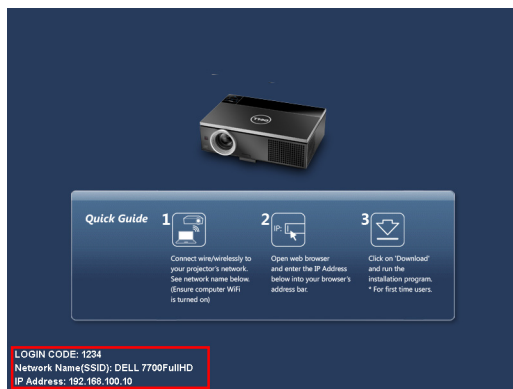 DELL
Quick Guide
1
Connect wire/wirelessly to
your projector's network.
See network name below.
(Ensure computer WiFi
is turned on)
2
IP:
Open web browser
and enter the IP Address
below into your browser's
address bar.
3
Click on 'Download'
and run the
installation program.
* For first time users.
LOGIN CODE: 1234
Network Name(SSID): DELL 7700FullHD
IP Address: 192.168.100.10